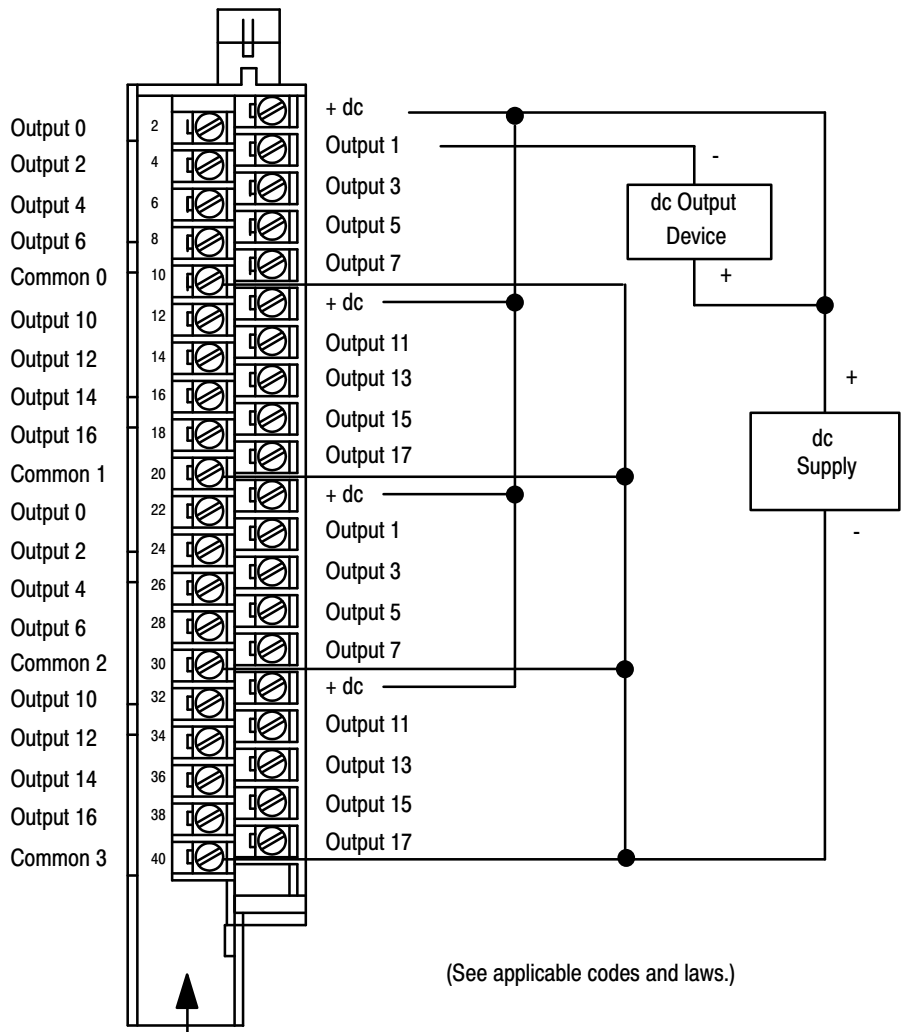 Output 0 2 + dc
Output 2 4 Output 1 -
Output 4 6 Output 3 dc Output
Output 6 8 Output 5 Device
Common 0 10 Output 7 +
Output 10 12 + dc
Output 12 14 Output 11
Output 14 16 Output 13 +
Output 16 18 Output 15 dc
Common 1 20 Output 17 Supply
Output 0 22 + dc
Output 2 24 Output 1 -
Output 4 26 Output 3
Output 6 28 Output 5
Common 2 30 Output 7
Output 10 32 + dc
Output 12 34 Output 11
Output 14 36 Output 13
Output 16 38 Output 15
Common 3 40 Output 17
(See applicable codes and laws.)